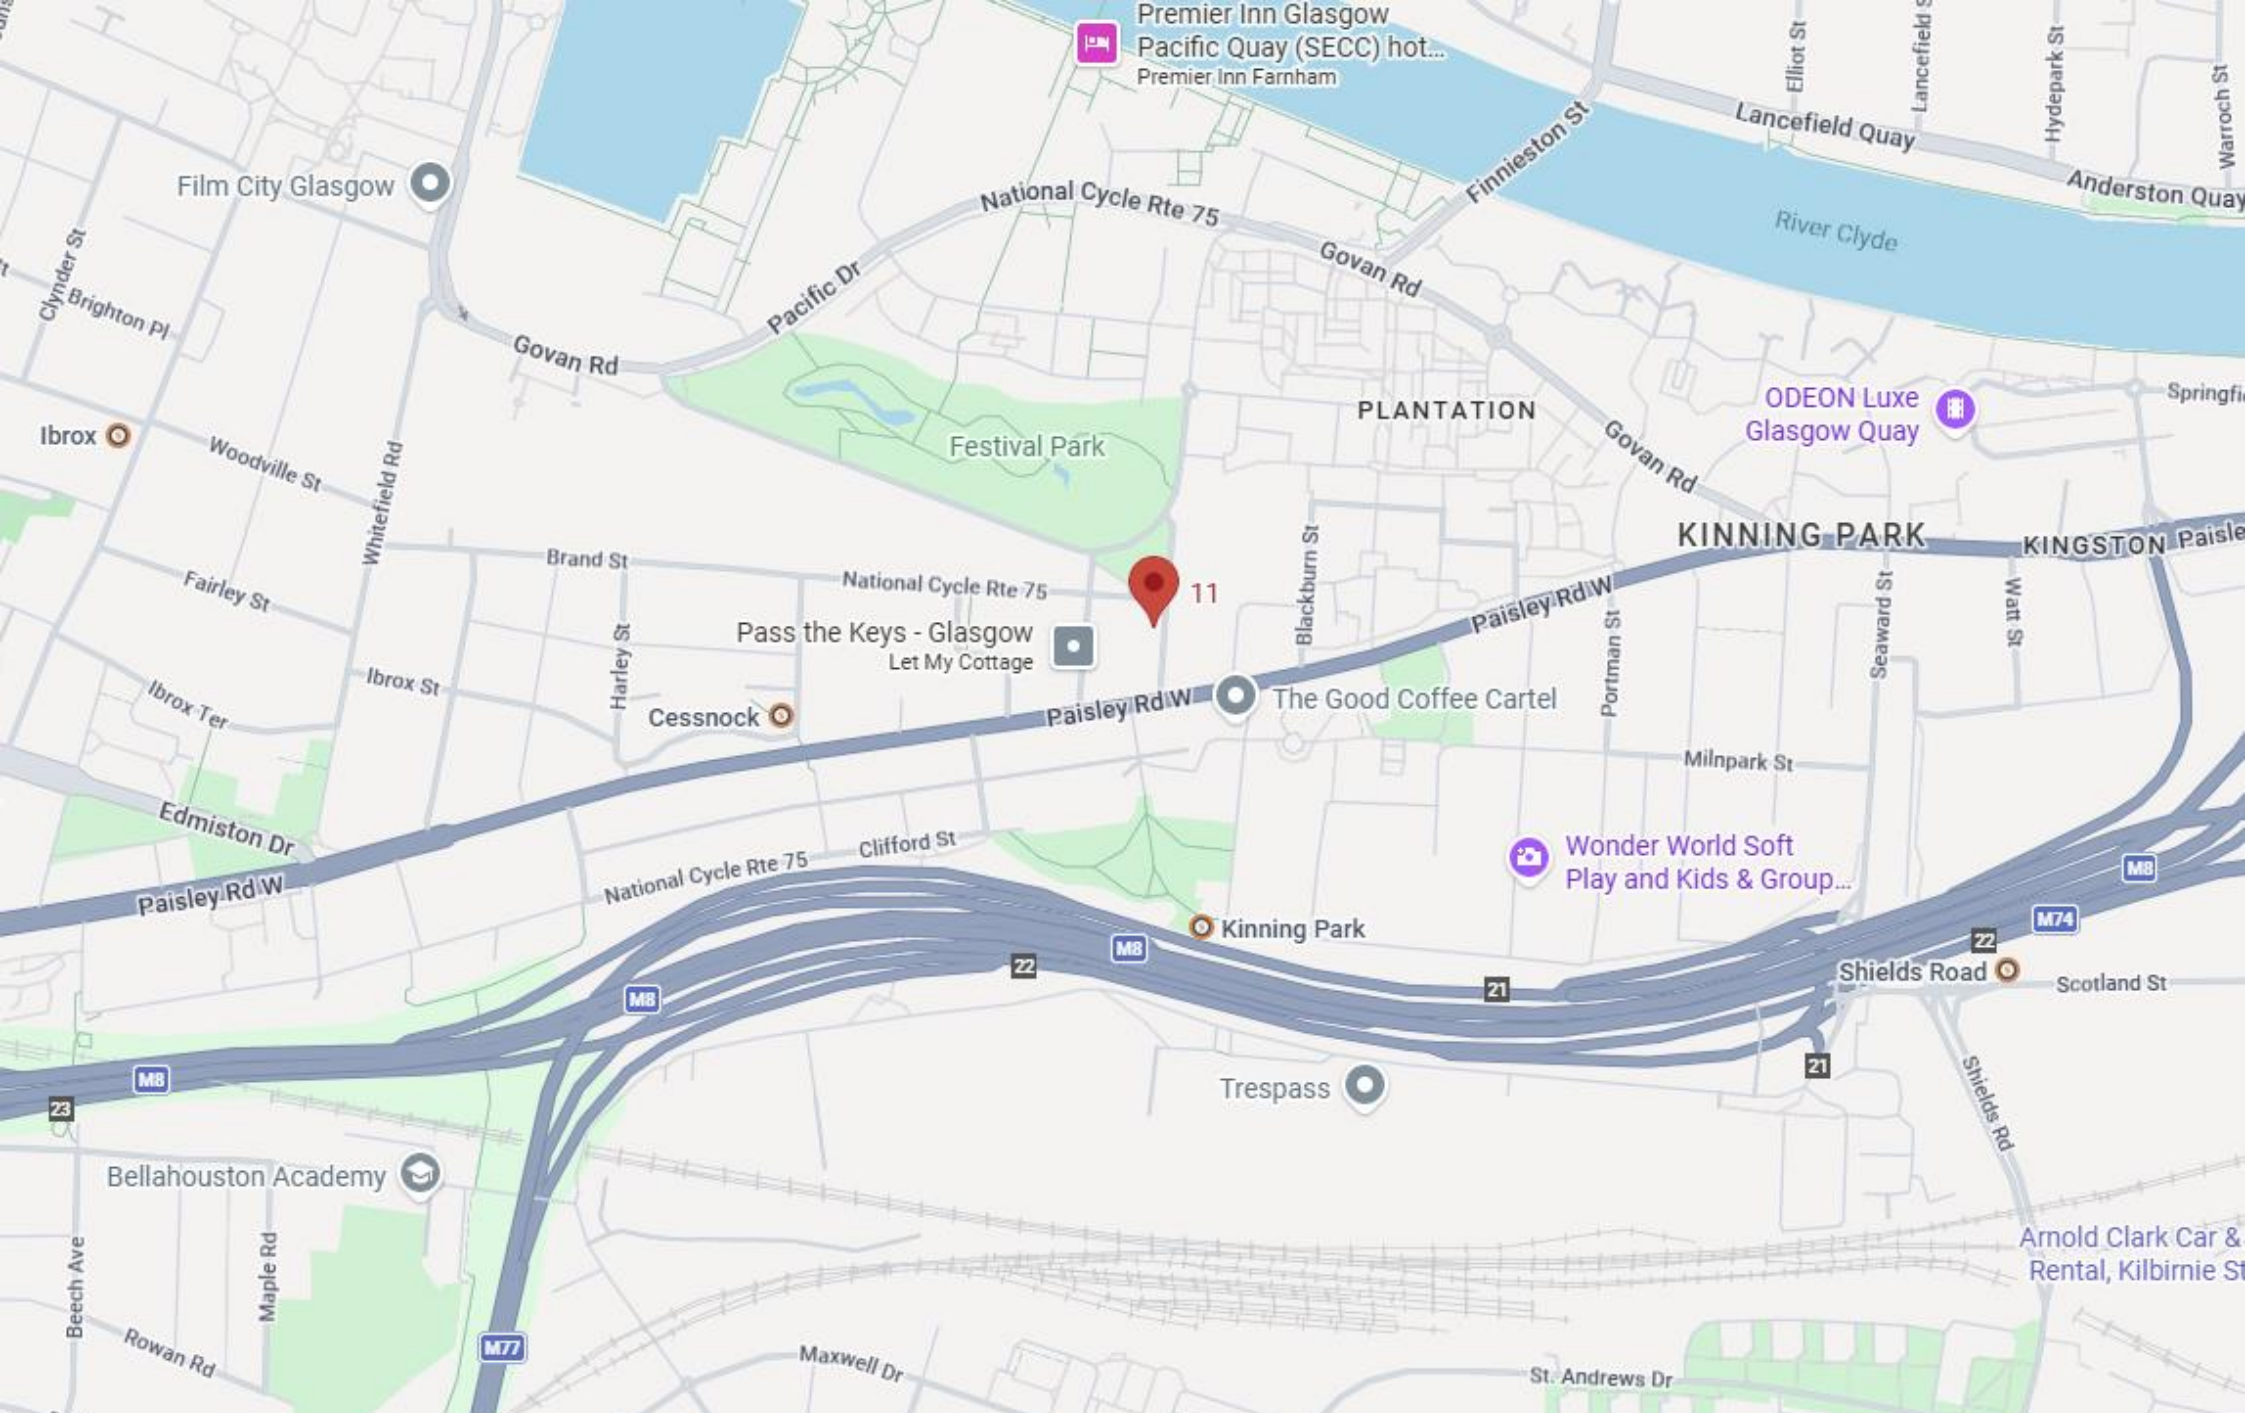 Premier Inn Glasgow
Pacific Quay (SECC) hot...
Premier Inn Farnham
Elliot St
Lancefield S
Hydepark St
Warroch St
Lancefield Quay
Finnieston St
Anderston Quay
Film City Glasgow
National Cycle Rte 75
River Clyde
Clynder St
Brighton Pl
Pacific Dr
Govan Rd
Govan Rd
ODEON Luxe
Glasgow Quay
Springfi
PLANTATION
Ibrox
Festival Park
Woodville St
Whitefield Rd
Govan Rd
KINNING PARK
KINGSTON
Paisle
Brand St
National Cycle Rte 75
11
Blackburn St
Fairley St
Paisley Rd W
Portman St
Seaward St
Watt St
Pass the Keys - Glasgow
Let My Cottage
Harley St
Ibrox St
Ibrox Ter
Cessnock
Paisley Rd W
The Good Coffee Cartel
Milnpark St
Edmiston Dr
Clifford St
National Cycle Rte 75
Paisley Rd W
Wonder World Soft
Play and Kids & Group...
M8
M74
22
Kinning Park
M8
22
21
Shields Road
Scotland St
M8
M8
23
21
Trespass
Shields Rd
Bellahouston Academy
Beech Ave
Maple Rd
Arnold Clark Car &
Rental, Kilbirnie St
Rowan Rd
M77
Maxwell Dr
St. Andrews Dr